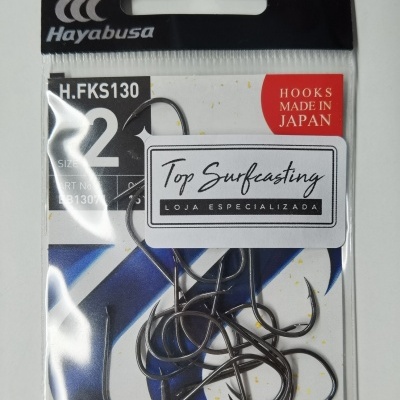 Hayabusa
H.FKS130
HOOKS
MADE IN
JAPAN
SIZE
2
Top Surfcasting
LOJA ESPECIALIZADA